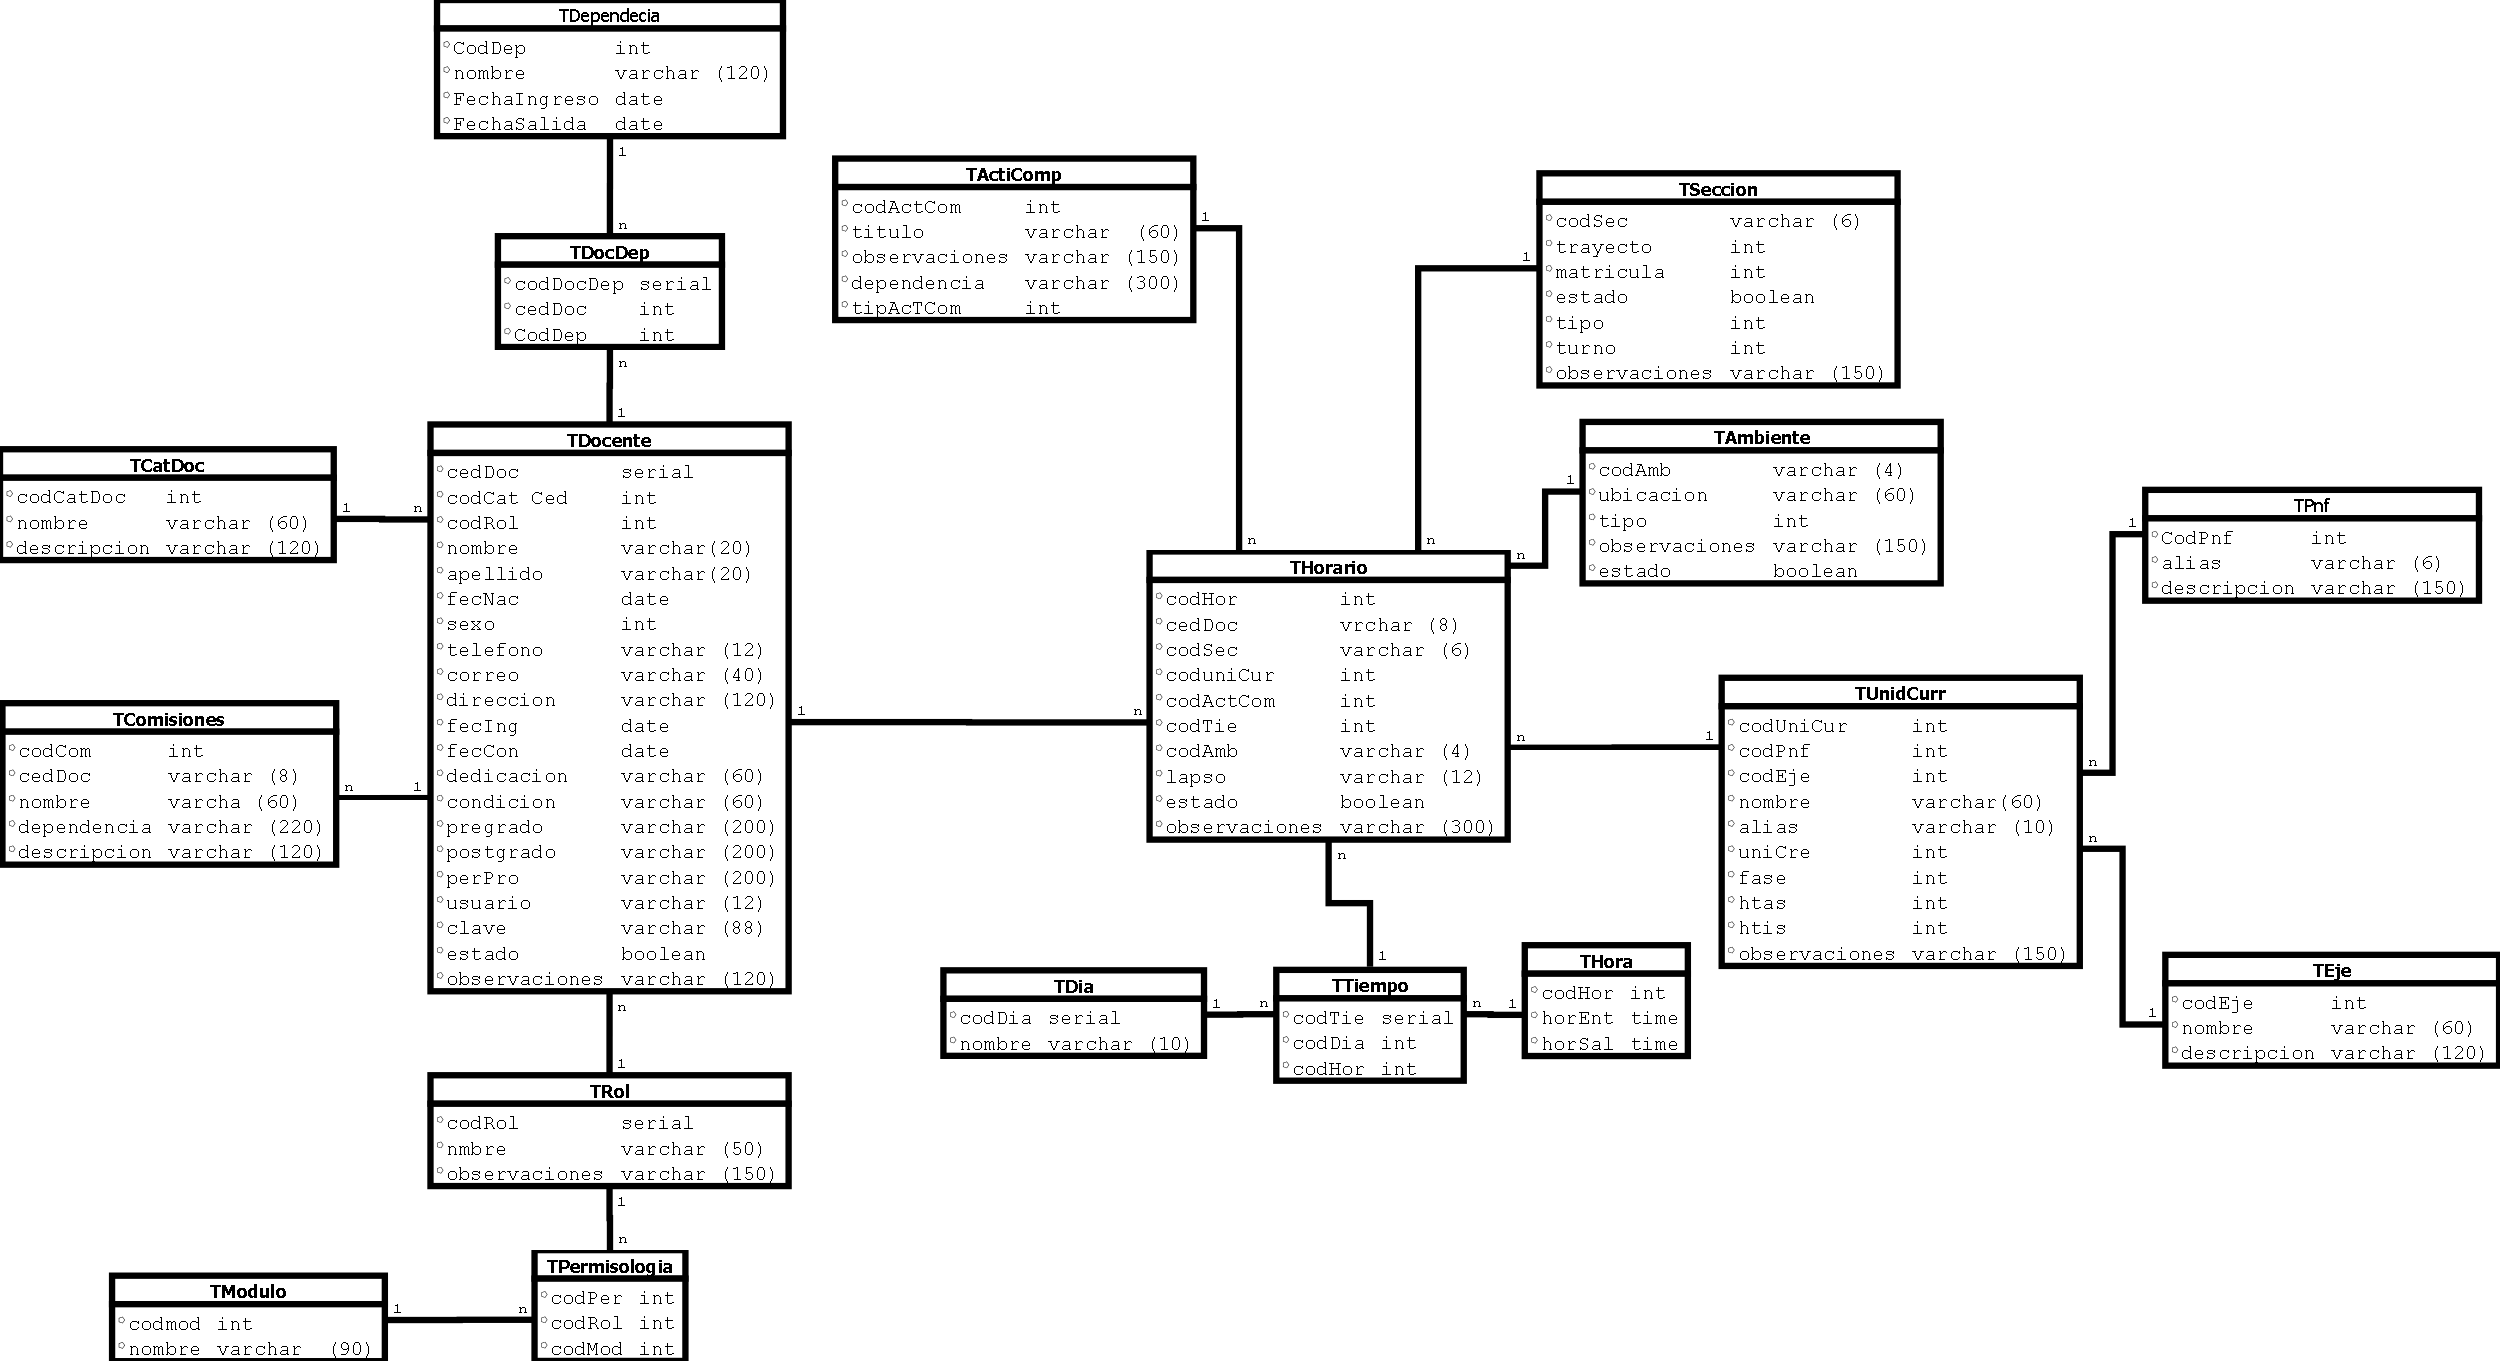 TDependecia
CodDep int
nombre varchar (120)
FechaIngreso date
FechaSalida date
1
n
TDocDep
codDocDep serial
cedDoc int
CodDep int
n
1
TActiComp
codActCom int
titulo varchar (60)
observaciones varchar (150)
dependencia varchar (300)
tipAcTCom int
1
n
TSeccion
codSec varchar (6)
trayecto int
matricula int
estado boolean
tipo int
turno int
observaciones varchar (150)
1
n
TAmbiente
codAmb varchar (4)
ubicacion varchar (60)
tipo int
observaciones varchar (150)
estado boolean
1
n
TCatDoc
codCatDoc int
nombre varchar (60)
descripcion varchar (120)
1 n
TDocente
cedDoc serial
codCat Ced int
codRol int
nombre varchar(20)
apellido varchar(20)
fecNac date
sexo int
telefono varchar (12)
correo varchar (40)
direccion varchar (120)
fecIng date
fecCon date
dedicacion varchar (60)
condicion varchar (60)
pregrado varchar (200)
postgrado varchar (200)
perPro varchar (200)
usuario varchar (12)
clave varchar (88)
estado boolean
observaciones varchar (120)
1 n
TComisiones
codCom int
cedDoc varchar (8)
nombre varcha (60)
dependencia varchar (220)
descripcion varchar (120)
n 1
THorario
codHor int
cedDoc vrchar (8)
codSec varchar (6)
coduniCur int
codActCom int
codTie int
codAmb varchar (4)
lapso varchar (12)
estado boolean
observaciones varchar (300)
n 1
n
1
TPnf
CodPnf int
alias varchar (6)
descripcion varchar (150)
1
n
TUnidCurr
codUniCur int
codPnf int
codEje int
nombre varchar(60)
alias varchar (10)
uniCre int
fase int
htas int
htis int
observaciones varchar (150)
n
1
TEje
codEje int
nombre varchar (60)
descripcion varchar (120)
TDia
codDia serial
nombre varchar (10)
1 n
TTiempo
codTie serial
codDia int
codHor int
n 1
THora
codHor int
horEnt time
horSal time
n
1
TRol
codRol serial
nmbre varchar (50)
observaciones varchar (150)
1
n
TModulo
codmod int
nombre varchar (90)
1 n
TPermisologia
codPer int
codRol int
codMod int